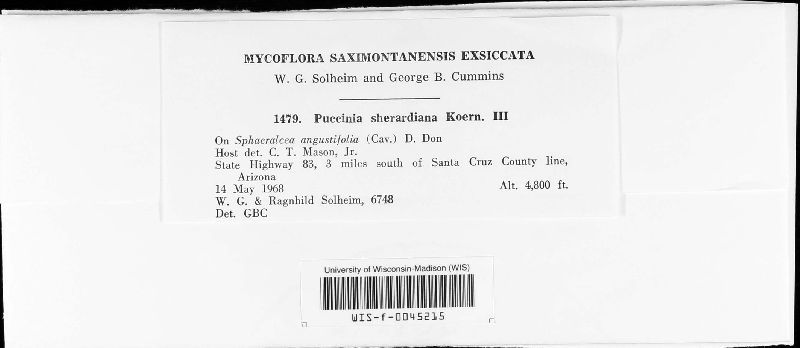 MYCOFLORA SAXIMONTANENSIS EXSICCATA
W. G. Solheim and George B. Cummins
1479. Puccinia sherardiana Koern. III
On Sphaeralcea angustifolia (Cav.) D. Don
Host det. C. T. Mason, Jr.
State Highway 83, 3 miles south of Santa Cruz County line,
Arizona
14 May 1968 Alt. 4,800 ft.
W. G. & Ragnhild Solheim, 6748
Det. GBC
University of Wisconsin-Madison (WIS)
WIS-f-0045215